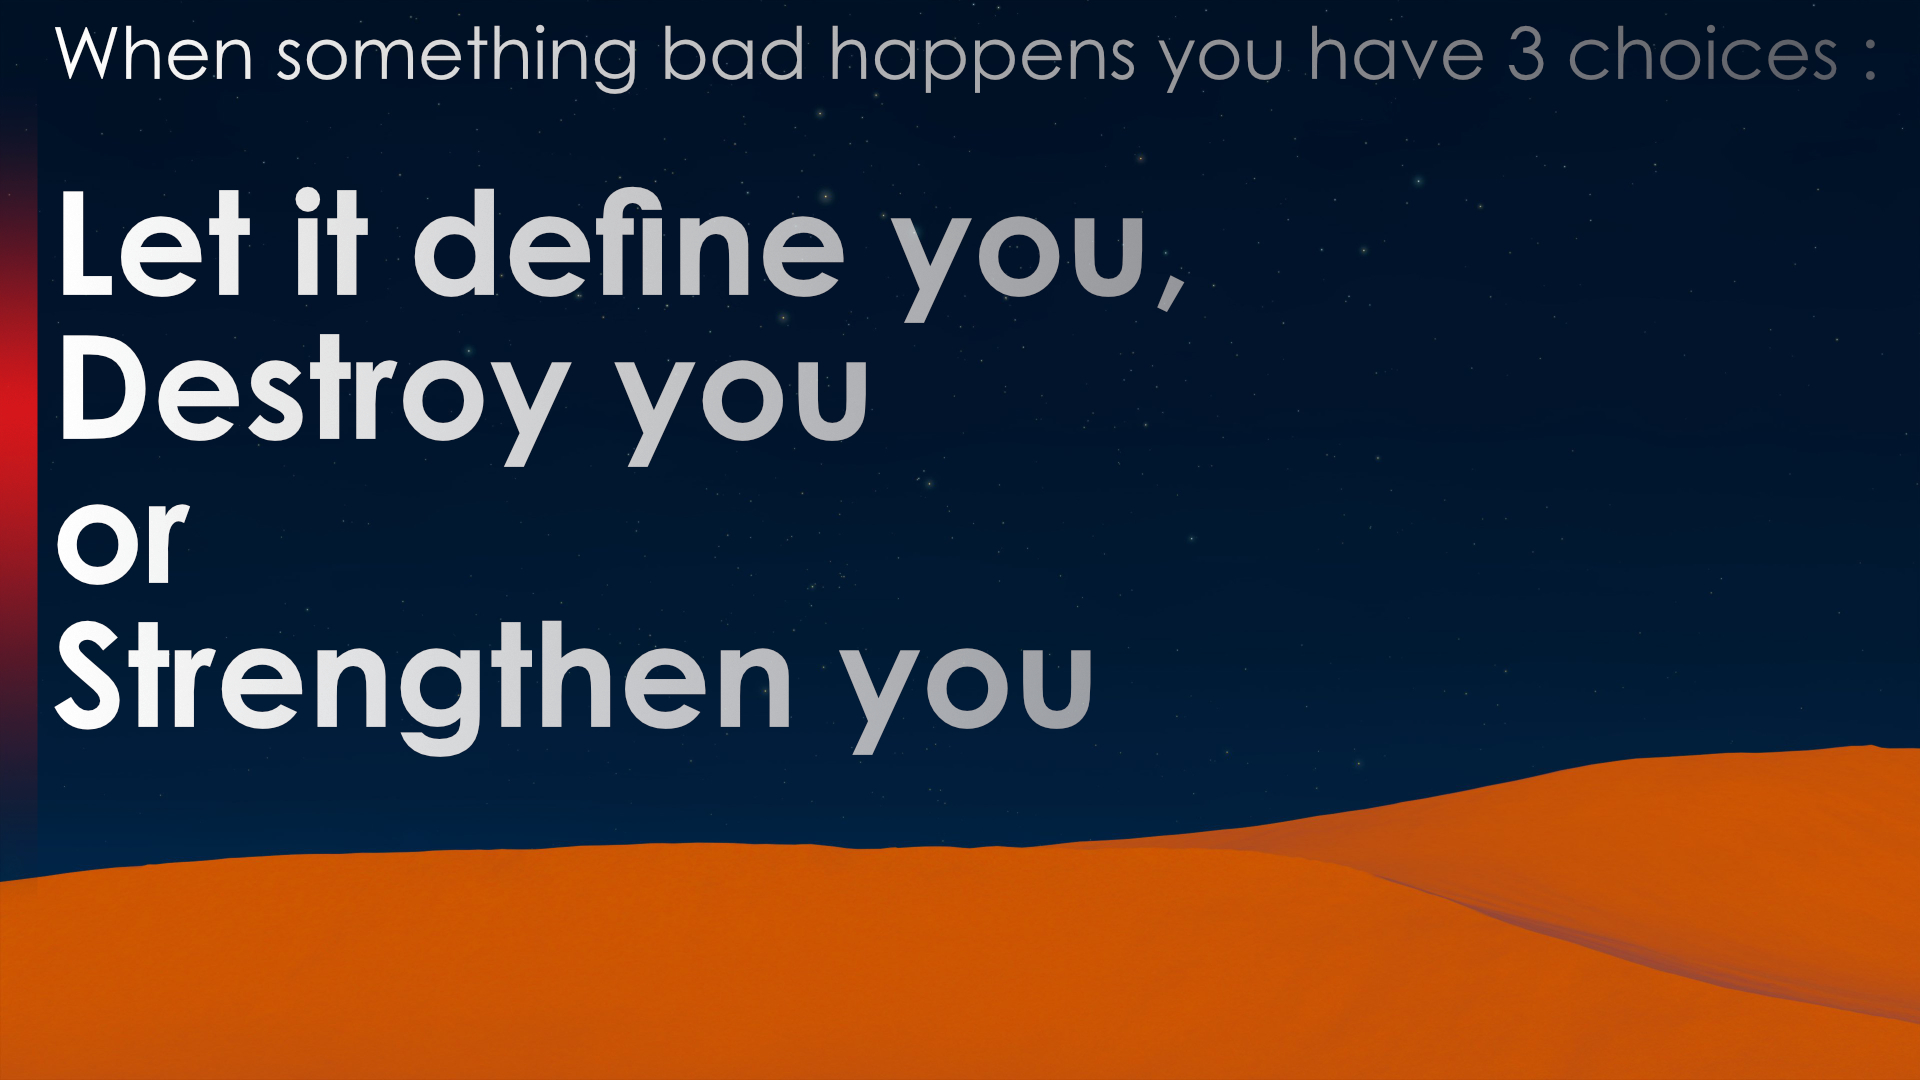 When something bad happens you have 3 choices :
Let it define you,
Destroy you
or
Strengthen you